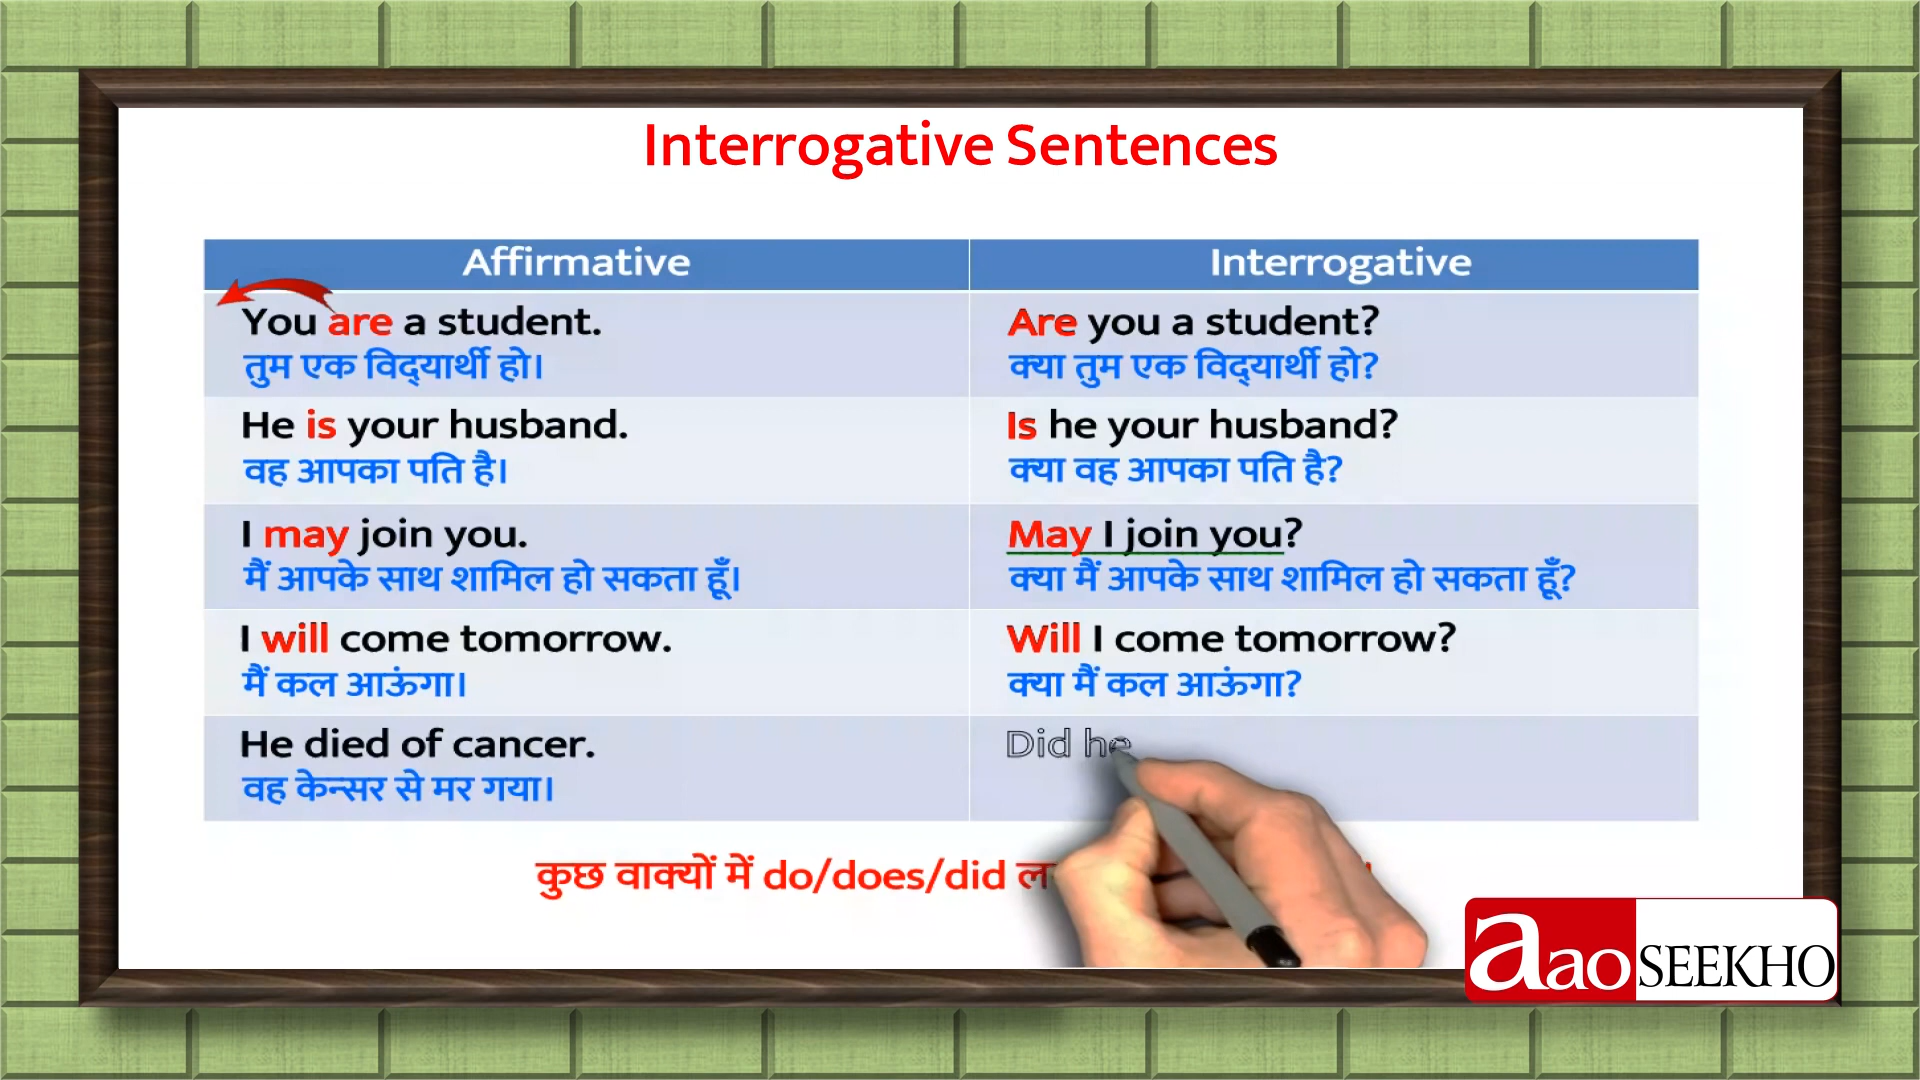 Interrogative Sentences
Affirmative
Interrogative
You are a student.
तुम एक विद्यार्थी हो।
Are you a student?
क्या तुम एक विद्यार्थी हो?
He is your husband.
वह आपका पति है।
Is he your husband?
क्या वह आपका पति है?
I may join you.
मैं आपके साथ शामिल हो सकता हूँ।
May I join you?
क्या मैं आपके साथ शामिल हो सकता हूँ?
I will come tomorrow.
मैं कल आऊंगा।
Will I come tomorrow?
क्या मैं कल आऊंगा?
He died of cancer.
वह केन्सर से मर गया।
Did he
कुछ वाक्यों में do/does/did
aao SEEKHO